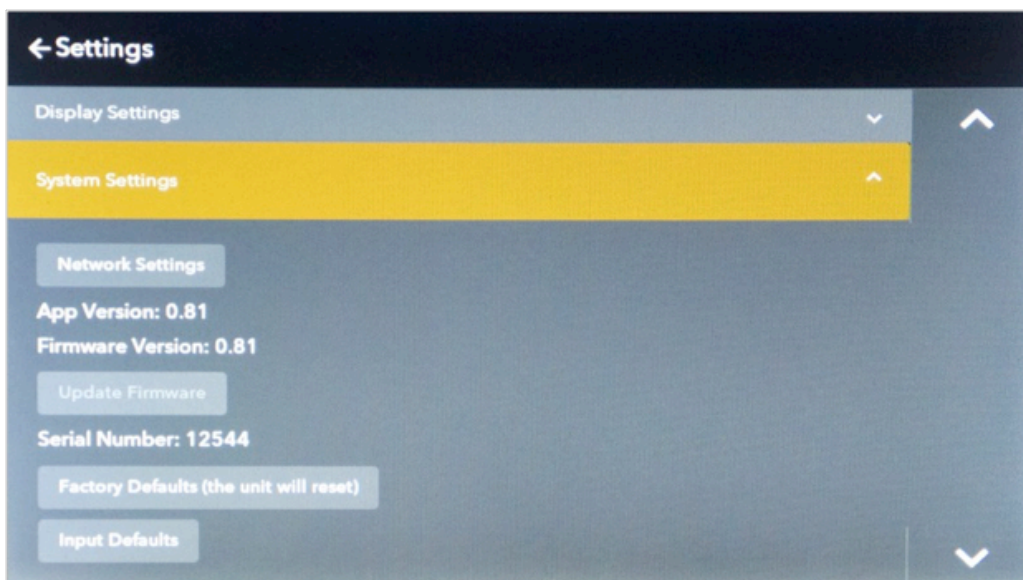 ←Settings
Display Settings
System Settings
Network Settings
App Version: 0.81
Firmware Version: 0.81
Update Firmware
Serial Number: 12544
Factory Defaults (the unit will reset)
Input Defaults